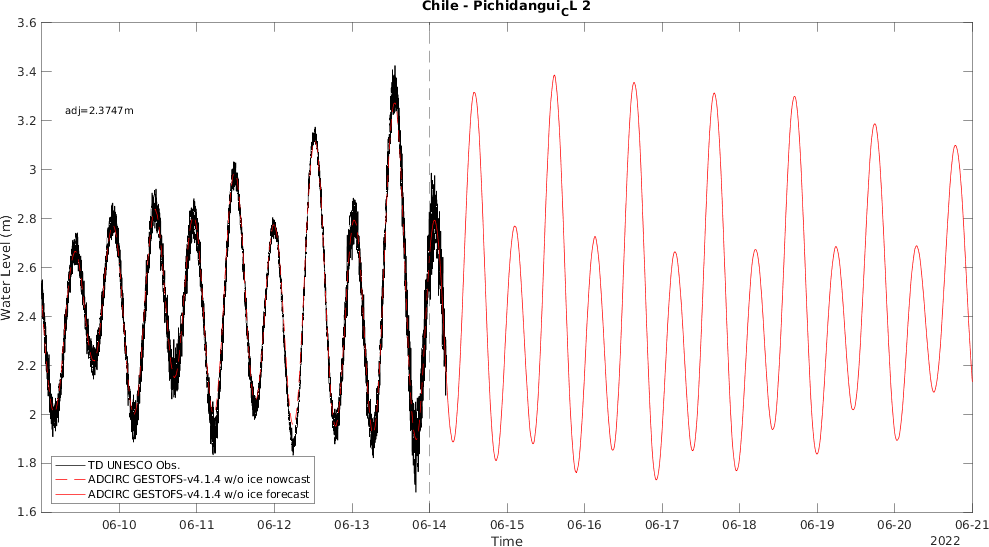 Chile - PichidanguiCL 2
3.6
3.4
3.2
3
2.8
2.6
2.4
2.2
2
1.8
1.6
Water Level (m)
adj=2.3747m
TD UNESCO Obs.
ADCIRC GESTOFS-v4.1.4 w/o ice nowcast
ADCIRC GESTOFS-v4.1.4 w/o ice forecast
06-10 06-11 06-12 06-13 06-14 06-15 06-16 06-17 06-18 06-19 06-20 06-21
Time
2022